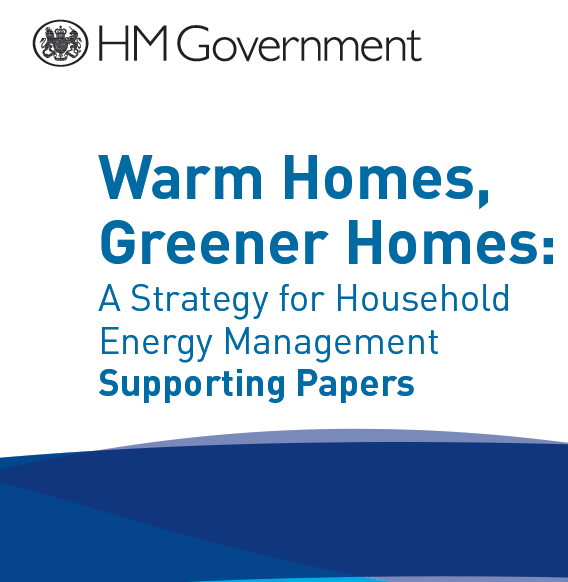 HM Government
Warm Homes,
Greener Homes:
A Strategy for Household
Energy Management
Supporting Papers